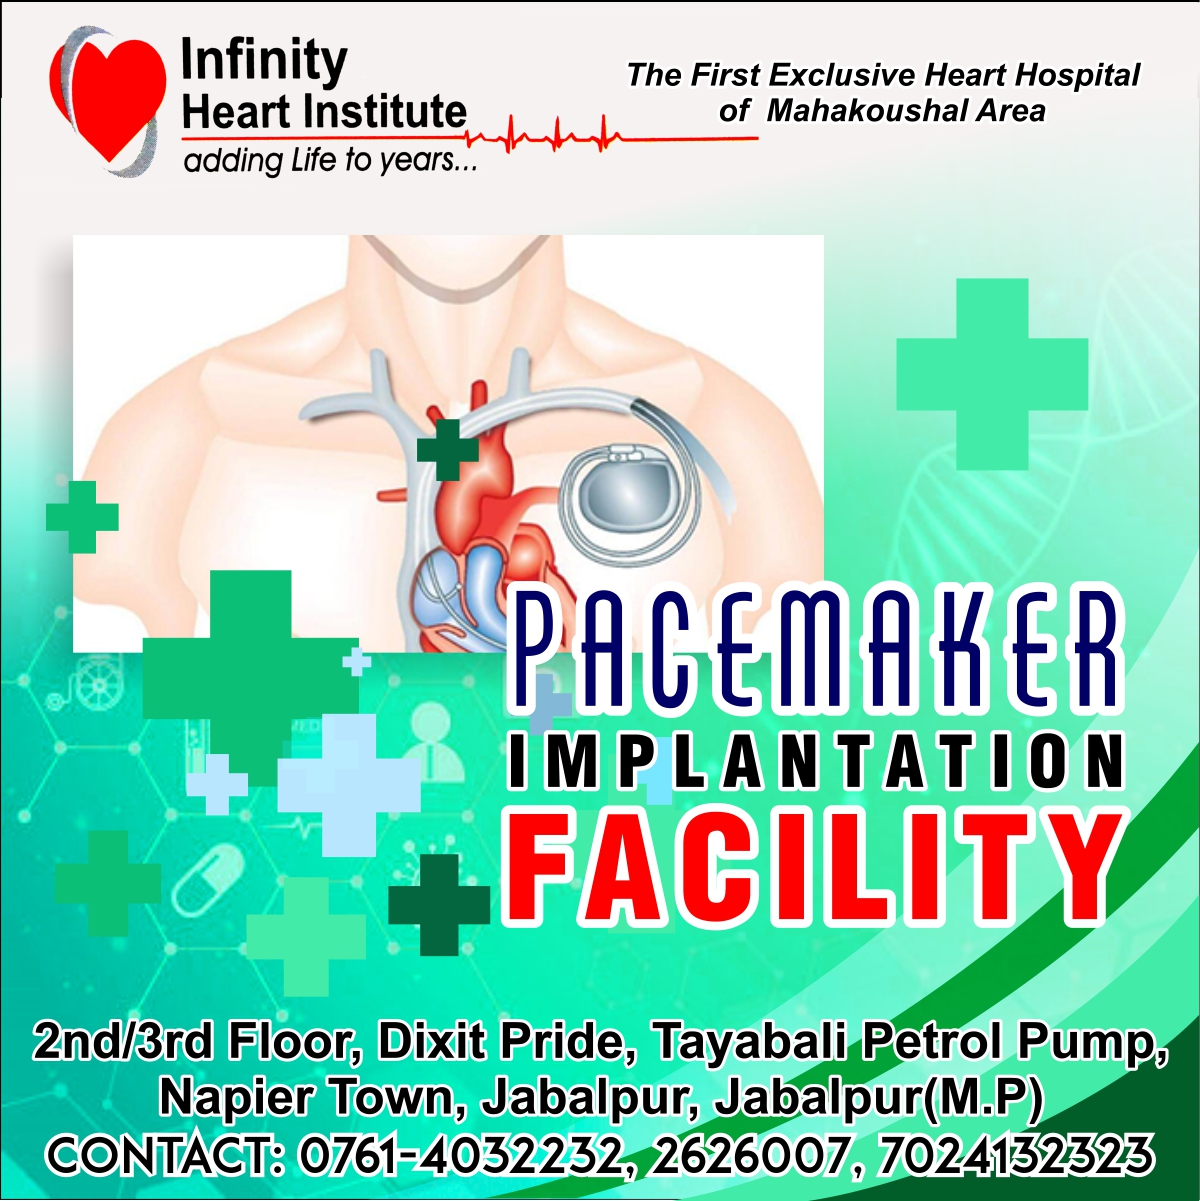 Infinity
Heart Institute
adding Life to years...
The First Exclusive Heart Hospital
of Mahakoushal Area
PACEMAKER
IMPLANTATION
FACILITY
2nd/3rd Floor, Dixit Pride, Tayabali Petrol Pump,
Napier Town, Jabalpur, Jabalpur(M.P)
CONTACT: 0761-4032232, 2626007, 7024132323